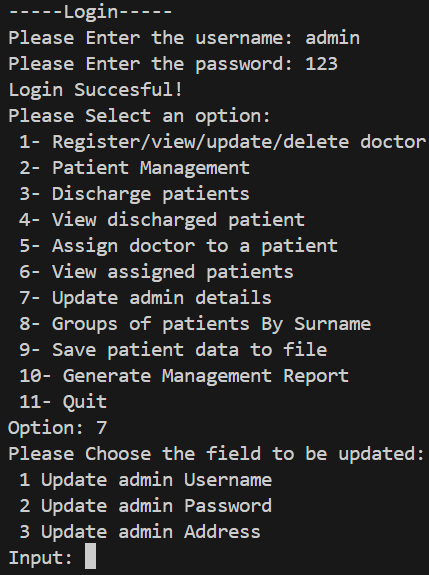 -----Login-----
Please Enter the username: admin
Please Enter the password: 123
Login Succesful!
Please Select an option:
1- Register/view/update/delete doctor
2- Patient Management
3- Discharge patients
4- View discharged patient
5- Assign doctor to a patient
6- View assigned patients
7- Update admin details
8- Groups of patients By Surname
9- Save patient data to file
10- Generate Management Report
11- Quit
Option: 7
Please Choose the field to be updated:
1 Update admin Username
2 Update admin Password
3 Update admin Address
Input: